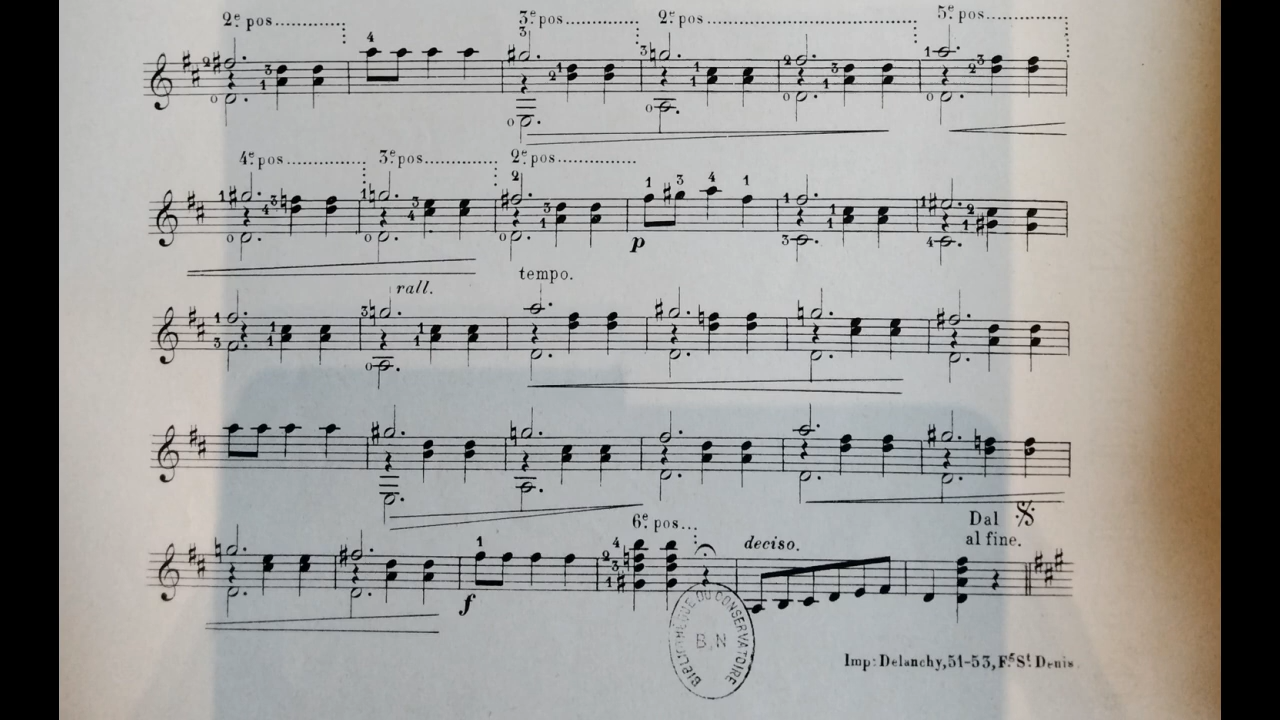 2e pos............ 3e pos............ 2e pos............ 5e pos............
4e pos............ 3e pos............ 2e pos............
p
rall. tempo.
6e pos...
deciso.
Dal 𝄋
al fine.
f
BIBLIOTHÈQUE DU CONSERVATOIRE
B.N
Imp: Delanchy, 51-53, Fg St Denis